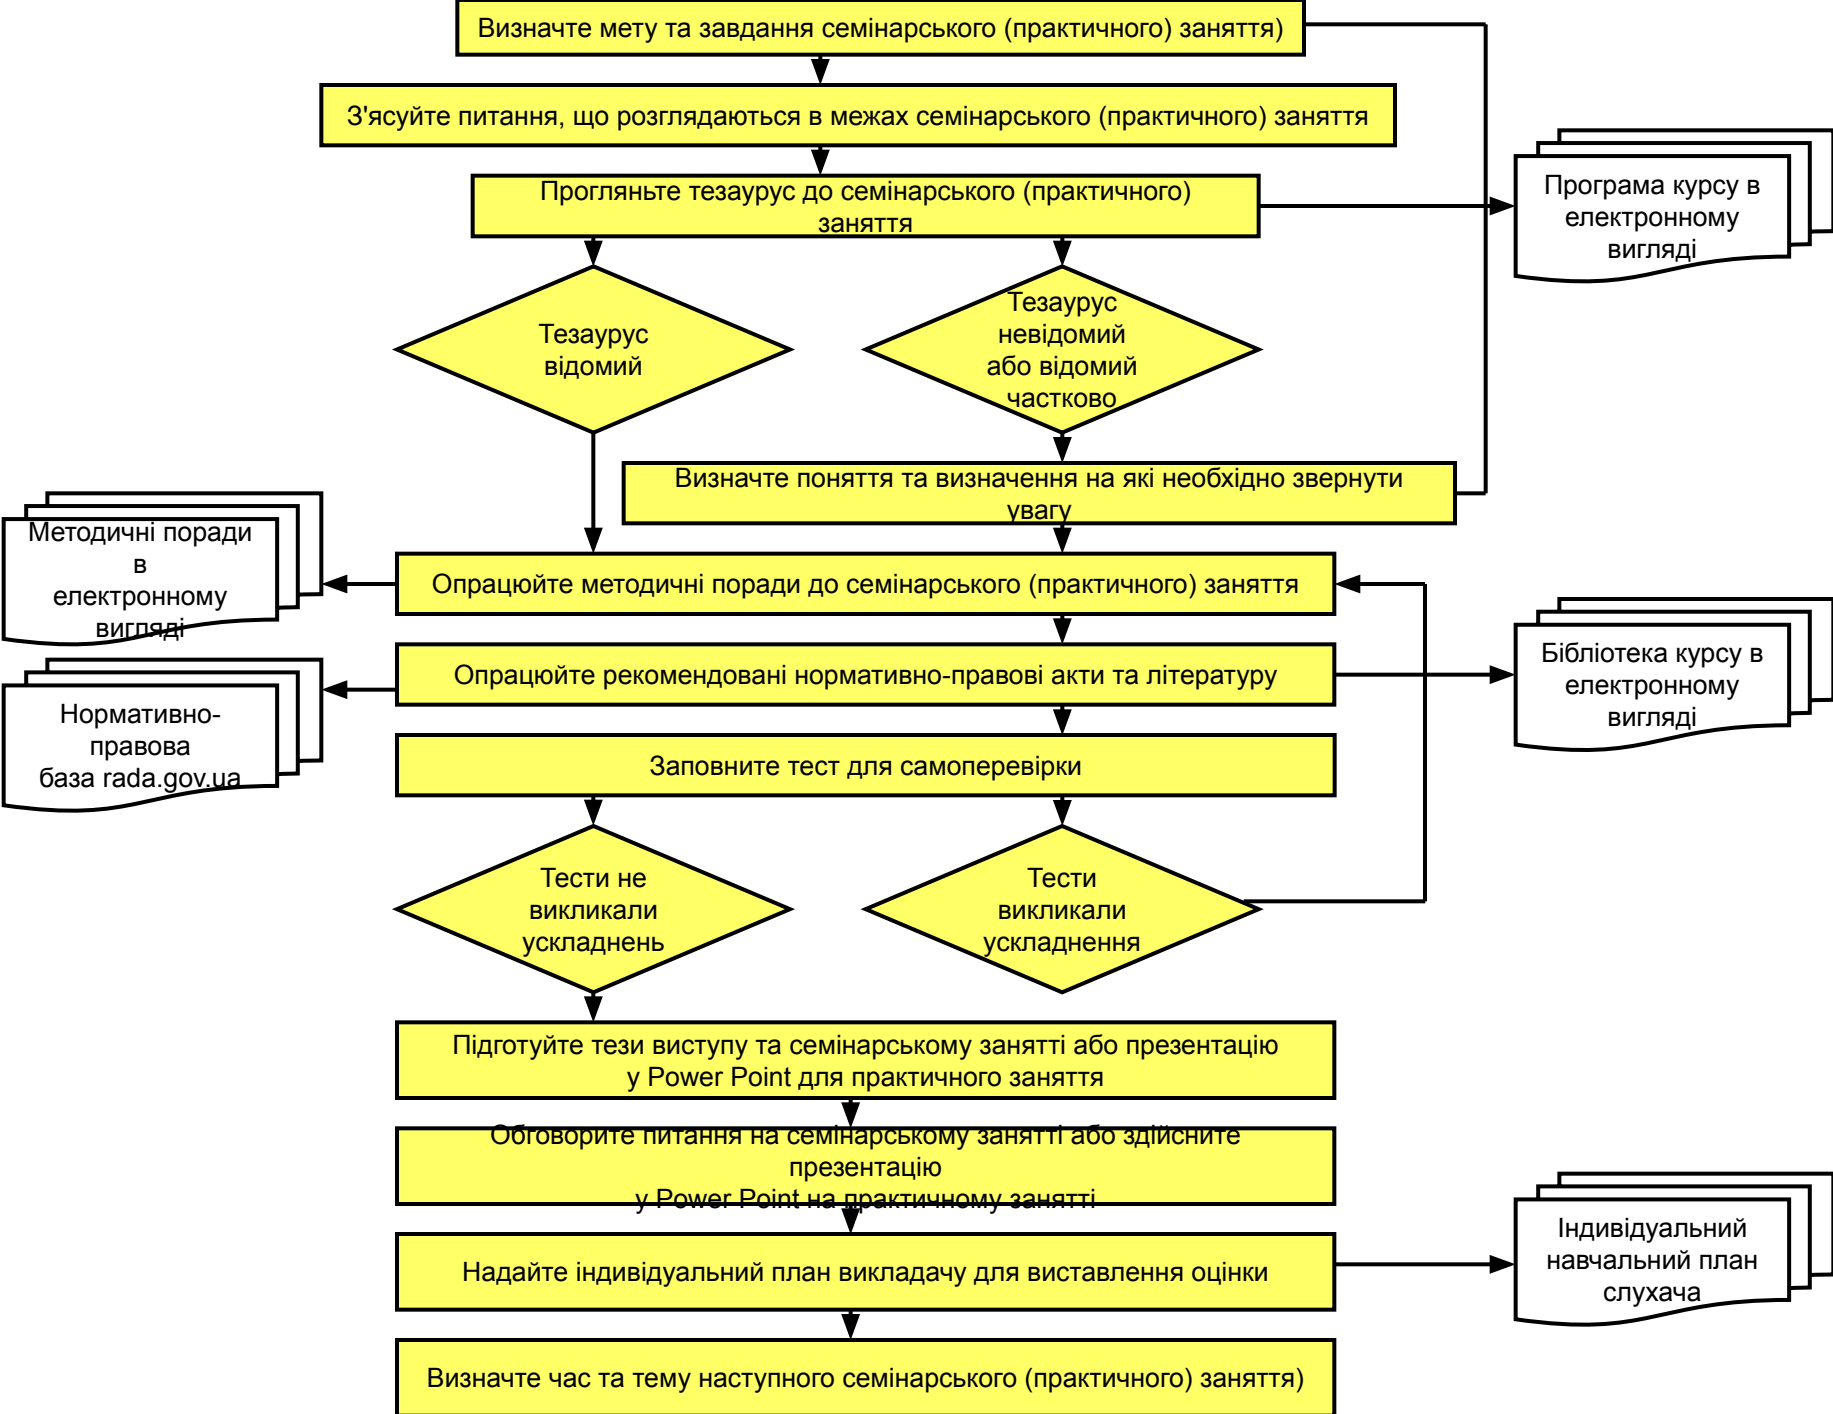 Визначте мету та завдання семінарського (практичного) заняття)
З'ясуйте питання, що розглядаються в межах семінарського (практичного) заняття
Прогляньте тезаурус до семінарського (практичного)
заняття
Програма курсу в
електронному
вигляді
Тезаурус
відомий
Тезаурус
невідомий
або відомий
частково
Визначте поняття та визначення на які необхідно звернути
увагу
Методичні поради
в
електронному
вигляді
Опрацюйте методичні поради до семінарського (практичного) заняття
Опрацюйте рекомендовані нормативно-правові акти та літературу
Бібліотека курсу в
електронному
вигляді
Нормативно-
правова
база rada.gov.ua
Заповните тест для самоперевірки
Тести не
викликали
ускладнень
Тести
викликали
ускладнення
Підготуйте тези виступу та семінарському занятті або презентацію
у Power Point для практичного заняття
Обговорите питання на семінарському занятті або здійсните
презентацію
у Power Point на практичному занятті
Надайте індивідуальний план викладачу для виставлення оцінки
Індивідуальний
навчальний план
слухача
Визначте час та тему наступного семінарського (практичного) заняття)